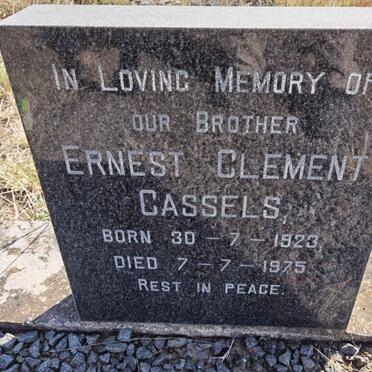 In Loving Memory of
our Brother
Ernest Clement
Cassels,
born 30-7-1923,
died 7-7-1975.
Rest in peace.